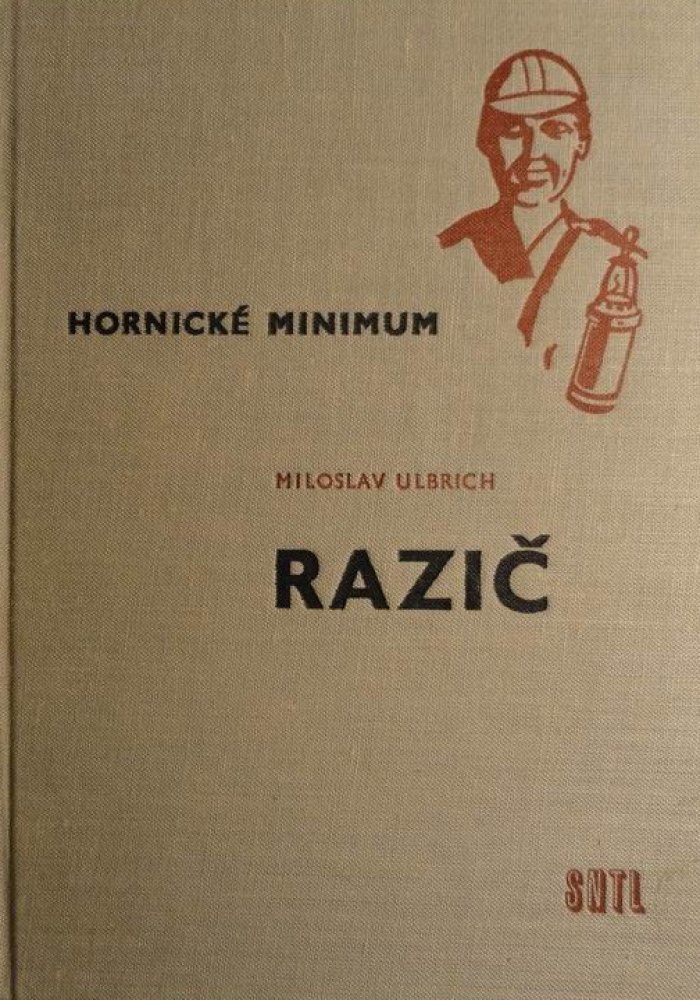 HORNICKÉ MINIMUM
MILOSLAV ULBRICH
RAZIČ
SNTL